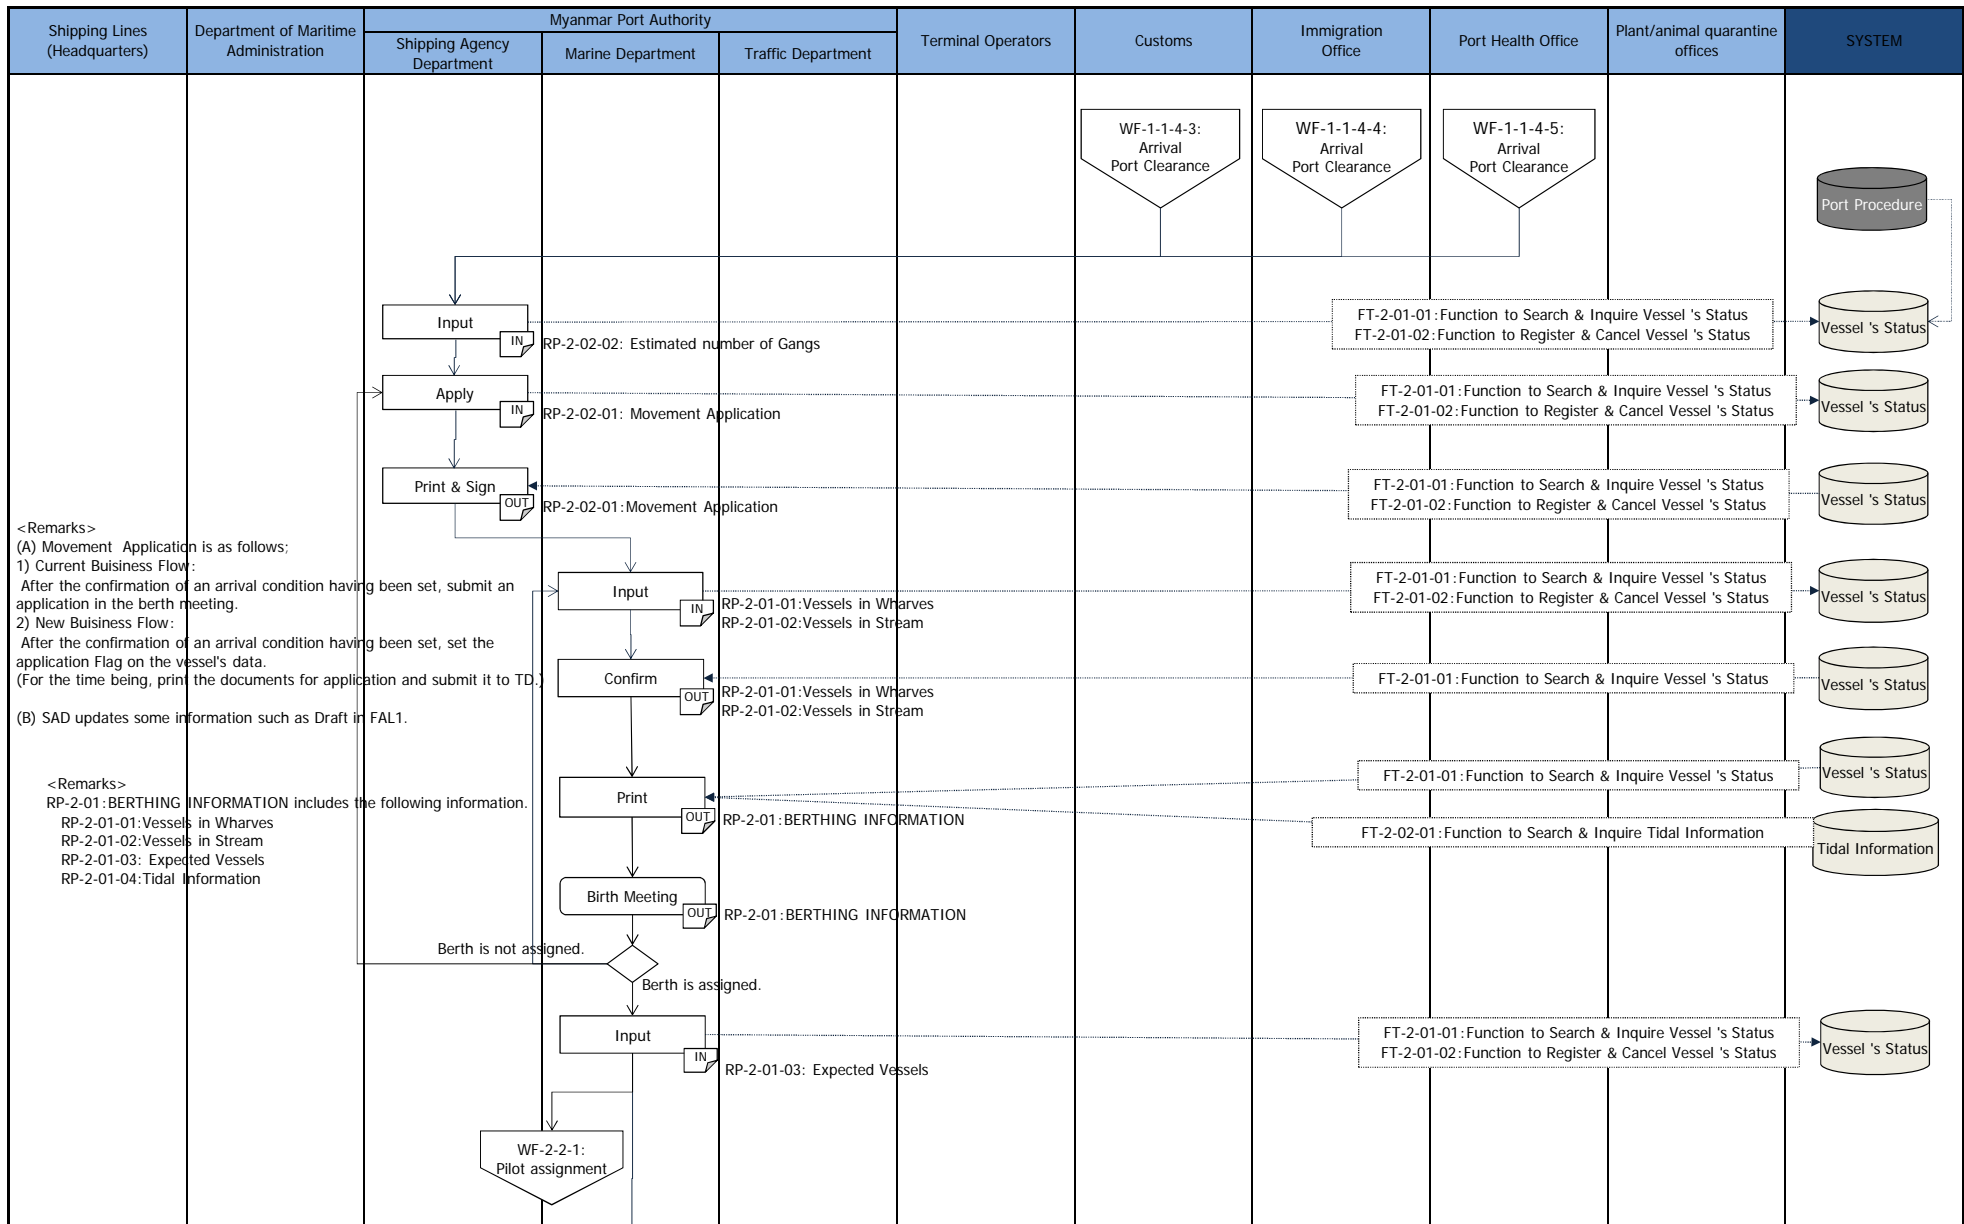 Shipping Lines
(Headquarters)
Department of Maritime
Administration
Myanmar Port Authority
Shipping Agency
Department
Marine Department
Traffic Department
Terminal Operators
Customs
Immigration
Office
Port Health Office
Plant/animal quarantine
offices
SYSTEM
WF-1-1-4-3:
Arrival
Port Clearance
WF-1-1-4-4:
Arrival
Port Clearance
WF-1-1-4-5:
Arrival
Port Clearance
Port Procedure
Input
IN
RP-2-02-02: Estimated number of Gangs
FT-2-01-01:Function to Search & Inquire Vessel 's Status
FT-2-01-02:Function to Register & Cancel Vessel 's Status
Vessel 's Status
Apply
IN
RP-2-02-01: Movement Application
FT-2-01-01:Function to Search & Inquire Vessel 's Status
FT-2-01-02:Function to Register & Cancel Vessel 's Status
Vessel 's Status
Print & Sign
OUT
RP-2-02-01:Movement Application
FT-2-01-01:Function to Search & Inquire Vessel 's Status
FT-2-01-02:Function to Register & Cancel Vessel 's Status
Vessel 's Status
<Remarks>
(A) Movement Application is as follows;
1) Current Buisiness Flow:
After the confirmation of an arrival condition having been set, submit an
application in the berth meeting.
2) New Buisiness Flow:
After the confirmation of an arrival condition having been set, set the
application Flag on the vessel's data.
(For the time being, print the documents for application and submit it to TD.)
(B) SAD updates some information such as Draft in FAL1.
Input
IN
RP-2-01-01:Vessels in Wharves
RP-2-01-02:Vessels in Stream
FT-2-01-01:Function to Search & Inquire Vessel 's Status
FT-2-01-02:Function to Register & Cancel Vessel 's Status
Vessel 's Status
Confirm
OUT
RP-2-01-01:Vessels in Wharves
RP-2-01-02:Vessels in Stream
FT-2-01-01:Function to Search & Inquire Vessel 's Status
Vessel 's Status
<Remarks>
RP-2-01:BERTHING INFORMATION includes the following information.
RP-2-01-01:Vessels in Wharves
RP-2-01-02:Vessels in Stream
RP-2-01-03: Expected Vessels
RP-2-01-04:Tidal Information
Print
OUT
RP-2-01:BERTHING INFORMATION
FT-2-01-01:Function to Search & Inquire Vessel 's Status
Vessel 's Status
FT-2-02-01:Function to Search & Inquire Tidal Information
Tidal Information
Birth Meeting
OUT
RP-2-01:BERTHING INFORMATION
Berth is not assigned.
Berth is assigned.
Input
IN
RP-2-01-03: Expected Vessels
FT-2-01-01:Function to Search & Inquire Vessel 's Status
FT-2-01-02:Function to Register & Cancel Vessel 's Status
Vessel 's Status
WF-2-2-1:
Pilot assignment